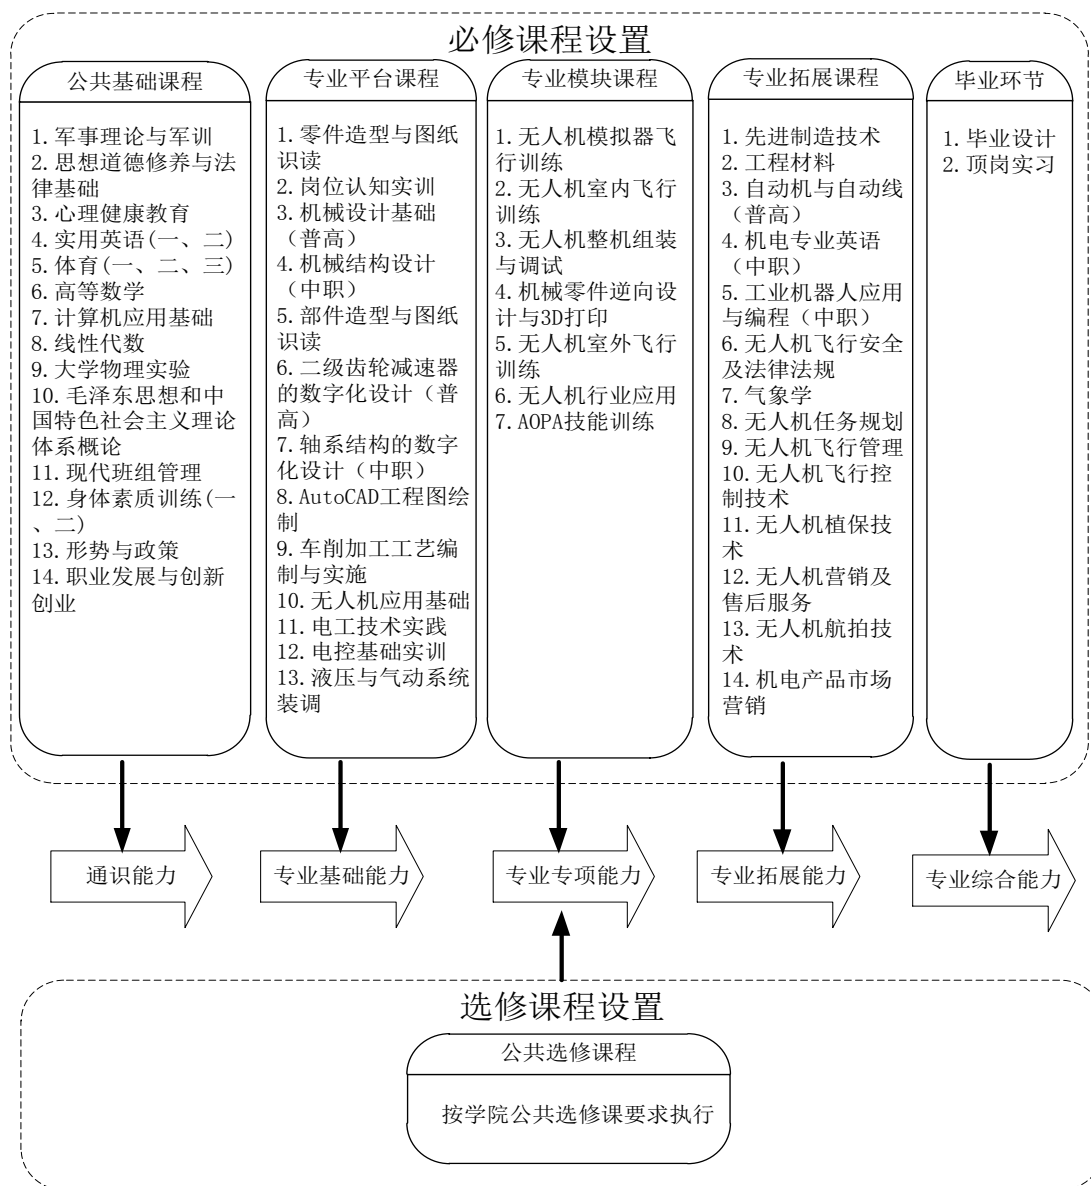 必修课程设置
公共基础课程
1.军事理论与军训
2.思想道德修养与法
律基础
3.心理健康教育
4.实用英语(一、二)
5.体育(一、二、三)
6.高等数学
7.计算机应用基础
8.线性代数
9.大学物理实验
10.毛泽东思想和中
国特色社会主义理论
体系概论
11.现代班组管理
12.身体素质训练(一
、二)
13.形势与政策
14.职业发展与创新
创业
专业平台课程
1.零件造型与图纸
识读
2.岗位认知实训
3.机械设计基础
（普高）
4.机械结构设计
（中职）
5.部件造型与图纸
识读
6.二级齿轮减速器
的数字化设计（普
高）
7.轴系结构的数字
化设计（中职）
8.AutoCAD工程图绘
制
9.车削加工工艺编
制与实施
10.无人机应用基础
11.电工技术实践
12.电控基础实训
13.液压与气动系统
装调
专业模块课程
1.无人机模拟器飞
行训练
2.无人机室内飞行
训练
3.无人机整机组装
与调试
4.机械零件逆向设
计与3D打印
5.无人机室外飞行
训练
6.无人机行业应用
7.AOPA技能训练
专业拓展课程
1.先进制造技术
2.工程材料
3.自动机与自动线
（普高）
4.机电专业英语
（中职）
5.工业机器人应用
与编程（中职）
6.无人机飞行安全
及法律法规
7.气象学
8.无人机任务规划
9.无人机飞行管理
10.无人机飞行控
制技术
11.无人机植保技
术
12.无人机营销及
售后服务
13.无人机航拍技
术
14.机电产品市场
营销
毕业环节
1.毕业设计
2.顶岗实习
通识能力
专业基础能力
专业专项能力
专业拓展能力
专业综合能力
选修课程设置
公共选修课程
按学院公共选修课要求执行